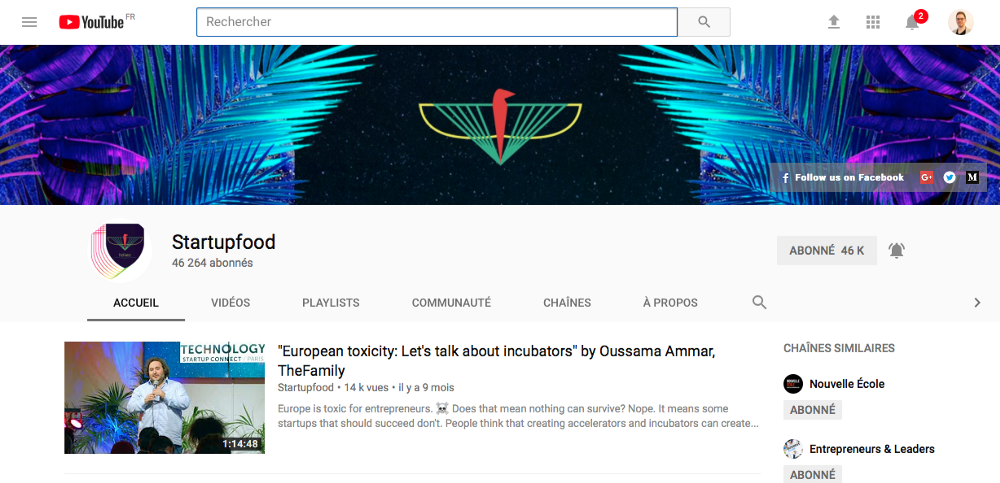 YouTube FR
Rechercher
2
Follow us on Facebook
Startupfood
46 264 abonnés
ABONNÉ 46 K
ACCUEIL VIDÉOS PLAYLISTS COMMUNAUTÉ CHAÎNES À PROPOS
TECHNOLOGY
STARTUP CONNECT PARIS
1:14:48
"European toxicity: Let's talk about incubators" by Oussama Ammar,
TheFamily
Startupfood • 14 k vues • il y a 9 mois
Europe is toxic for entrepreneurs. ☠️ Does that mean nothing can survive? Nope. It means some
startups that should succeed don't. People think that creating accelerators and incubators can create...
CHAÎNES SIMILAIRES
Nouvelle École
ABONNÉ
Entrepreneurs & Leaders
ABONNÉ